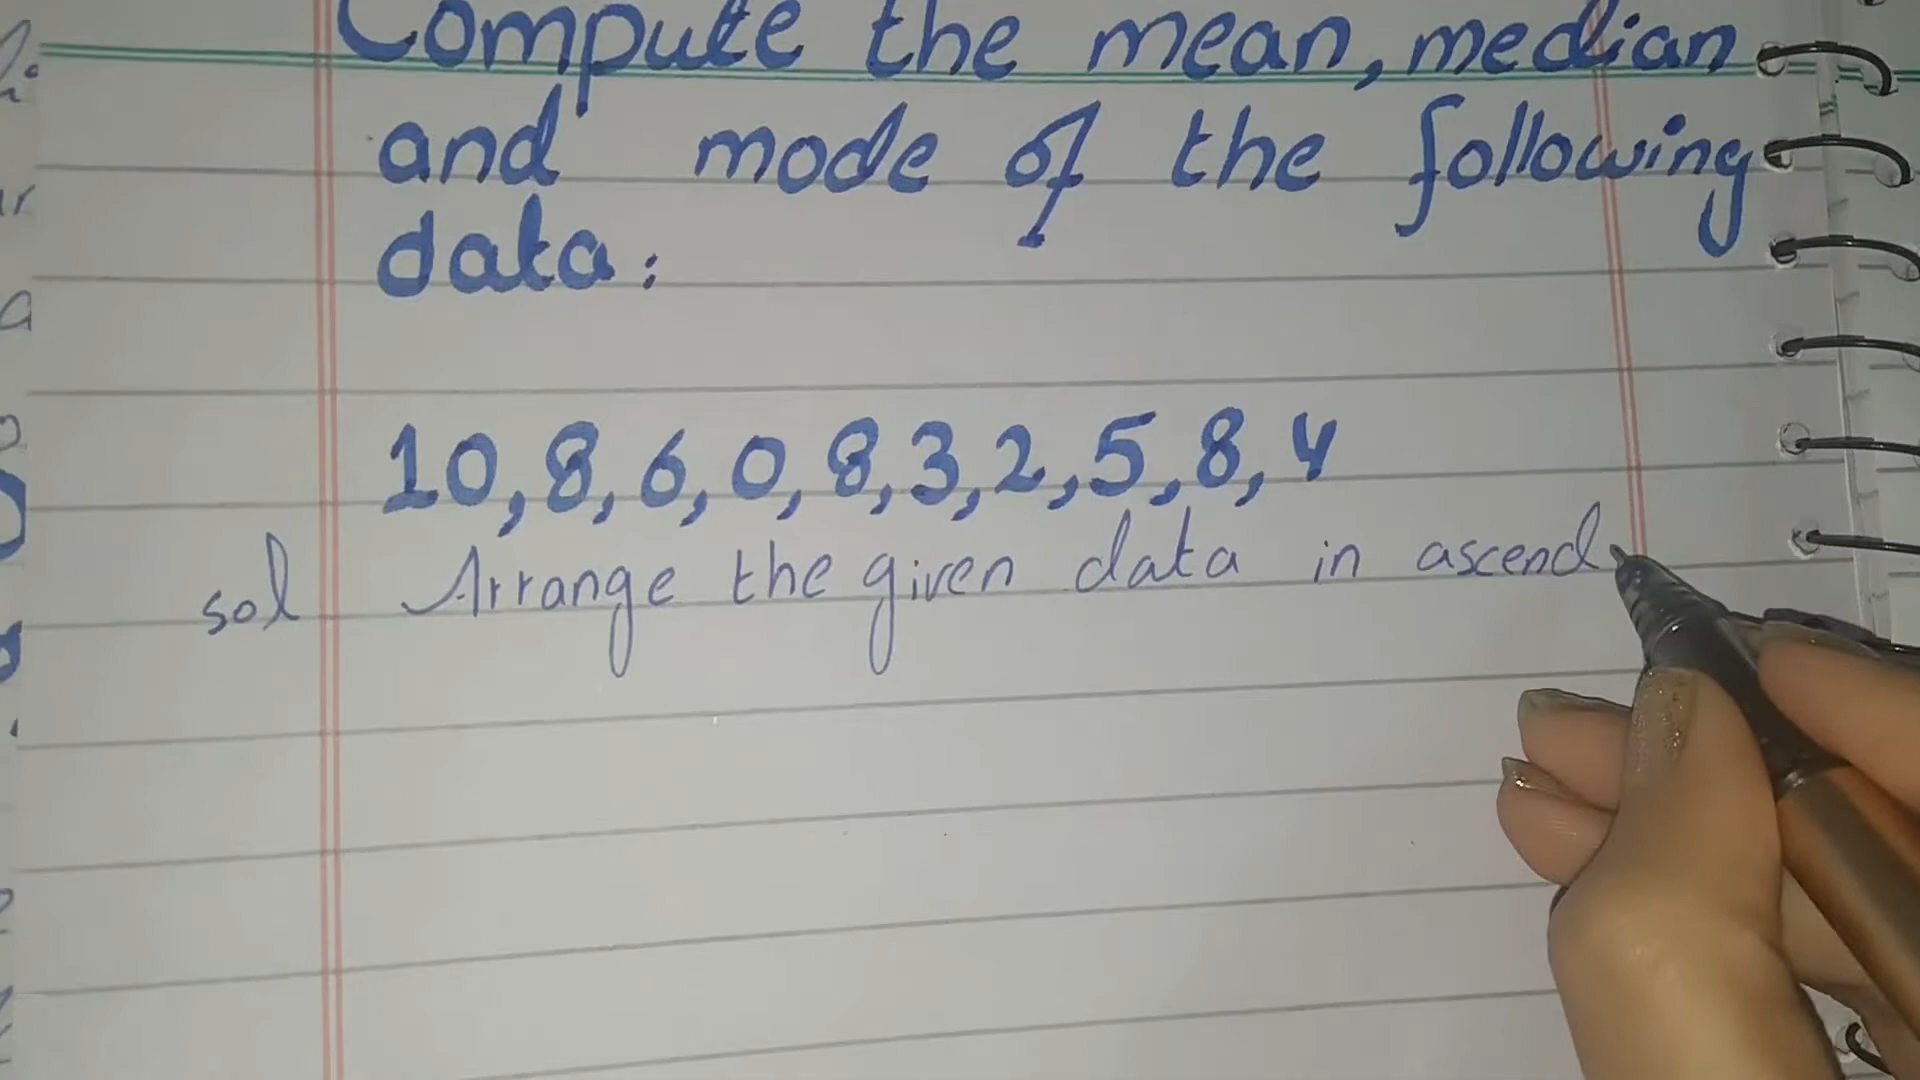 Compute the mean, median
and mode of the following
data:
10, 8, 6, 0, 8, 3, 2, 5, 8, 4
sol Arrange the given data in ascend